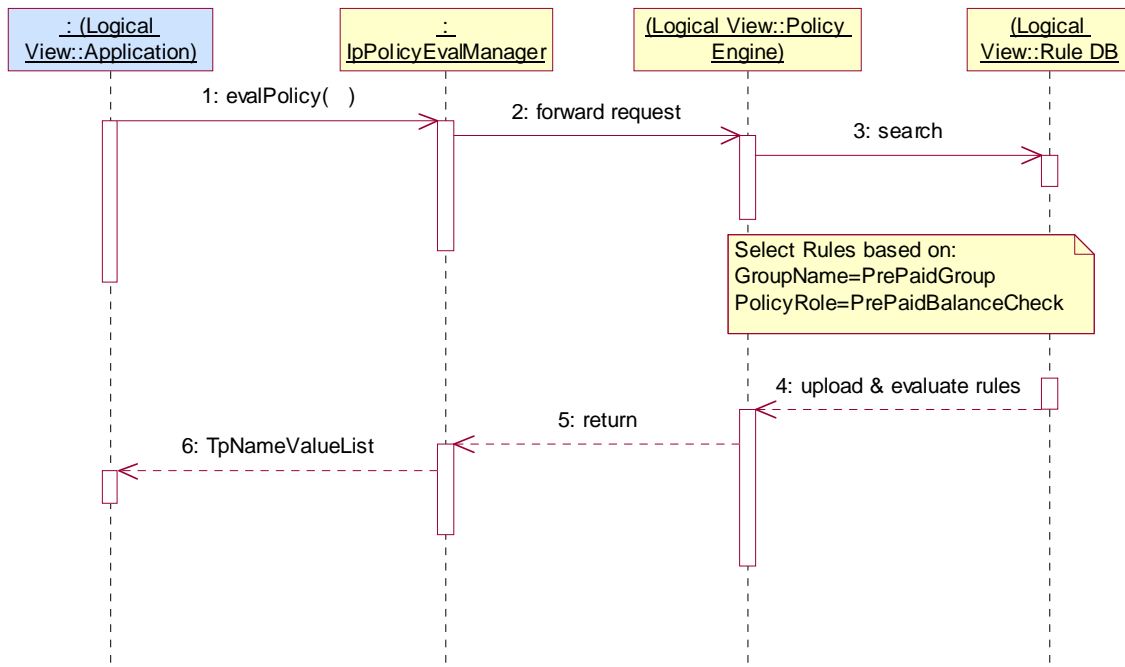 : (Logical
View::Application)
:
IpPolicyEvalManager
(Logical View::Policy
Engine)
(Logical
View::Rule DB
1: evalPolicy( )
2: forward request
3: search
Select Rules based on:
GroupName=PrePaidGroup
PolicyRole=PrePaidBalanceCheck
4: upload & evaluate rules
5: return
6: TpNameValueList